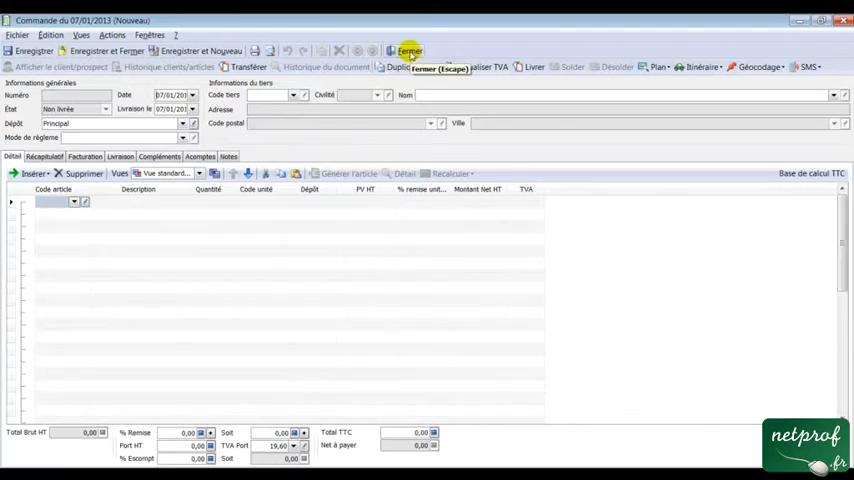 Commande du 07/01/2013 (Nouveau)
Fichier Édition Vues Actions Fenêtres ?
Enregistrer Enregistrer et Fermer Enregistrer et Nouveau Fermer
Fermer (Escape)
Afficher le client/prospect Historique clients/articles Transférer Historique du document Livrer Solder Désolder Plan Itinéraire Géocodage SMS
Informations générales Informations du tiers
Numéro Date 07/01/201 Code tiers Civilité Nom
État Non livrée Livraison le 07/01/201 Adresse
Dépôt Principal Code postal Ville
Mode de règleme
Détail Récapitulatif Facturation Livraison Compléments Acomptes Notes
Insérer Supprimer Vues Vue standard... Générer l'article Détail Recalculer Base de calcul TTC
Code article Description Quantité Code unité Dépôt PV HT % remise unit... Montant Net HT TVA
Total Brut HT 0,00 % Remise 0,00 Soit 0,00 Total TTC 0,00
Port HT 0,00 TVA Port 19,60 Net à payer 0,00
% Escompt 0,00 Soit 0,00
netprof
.fr